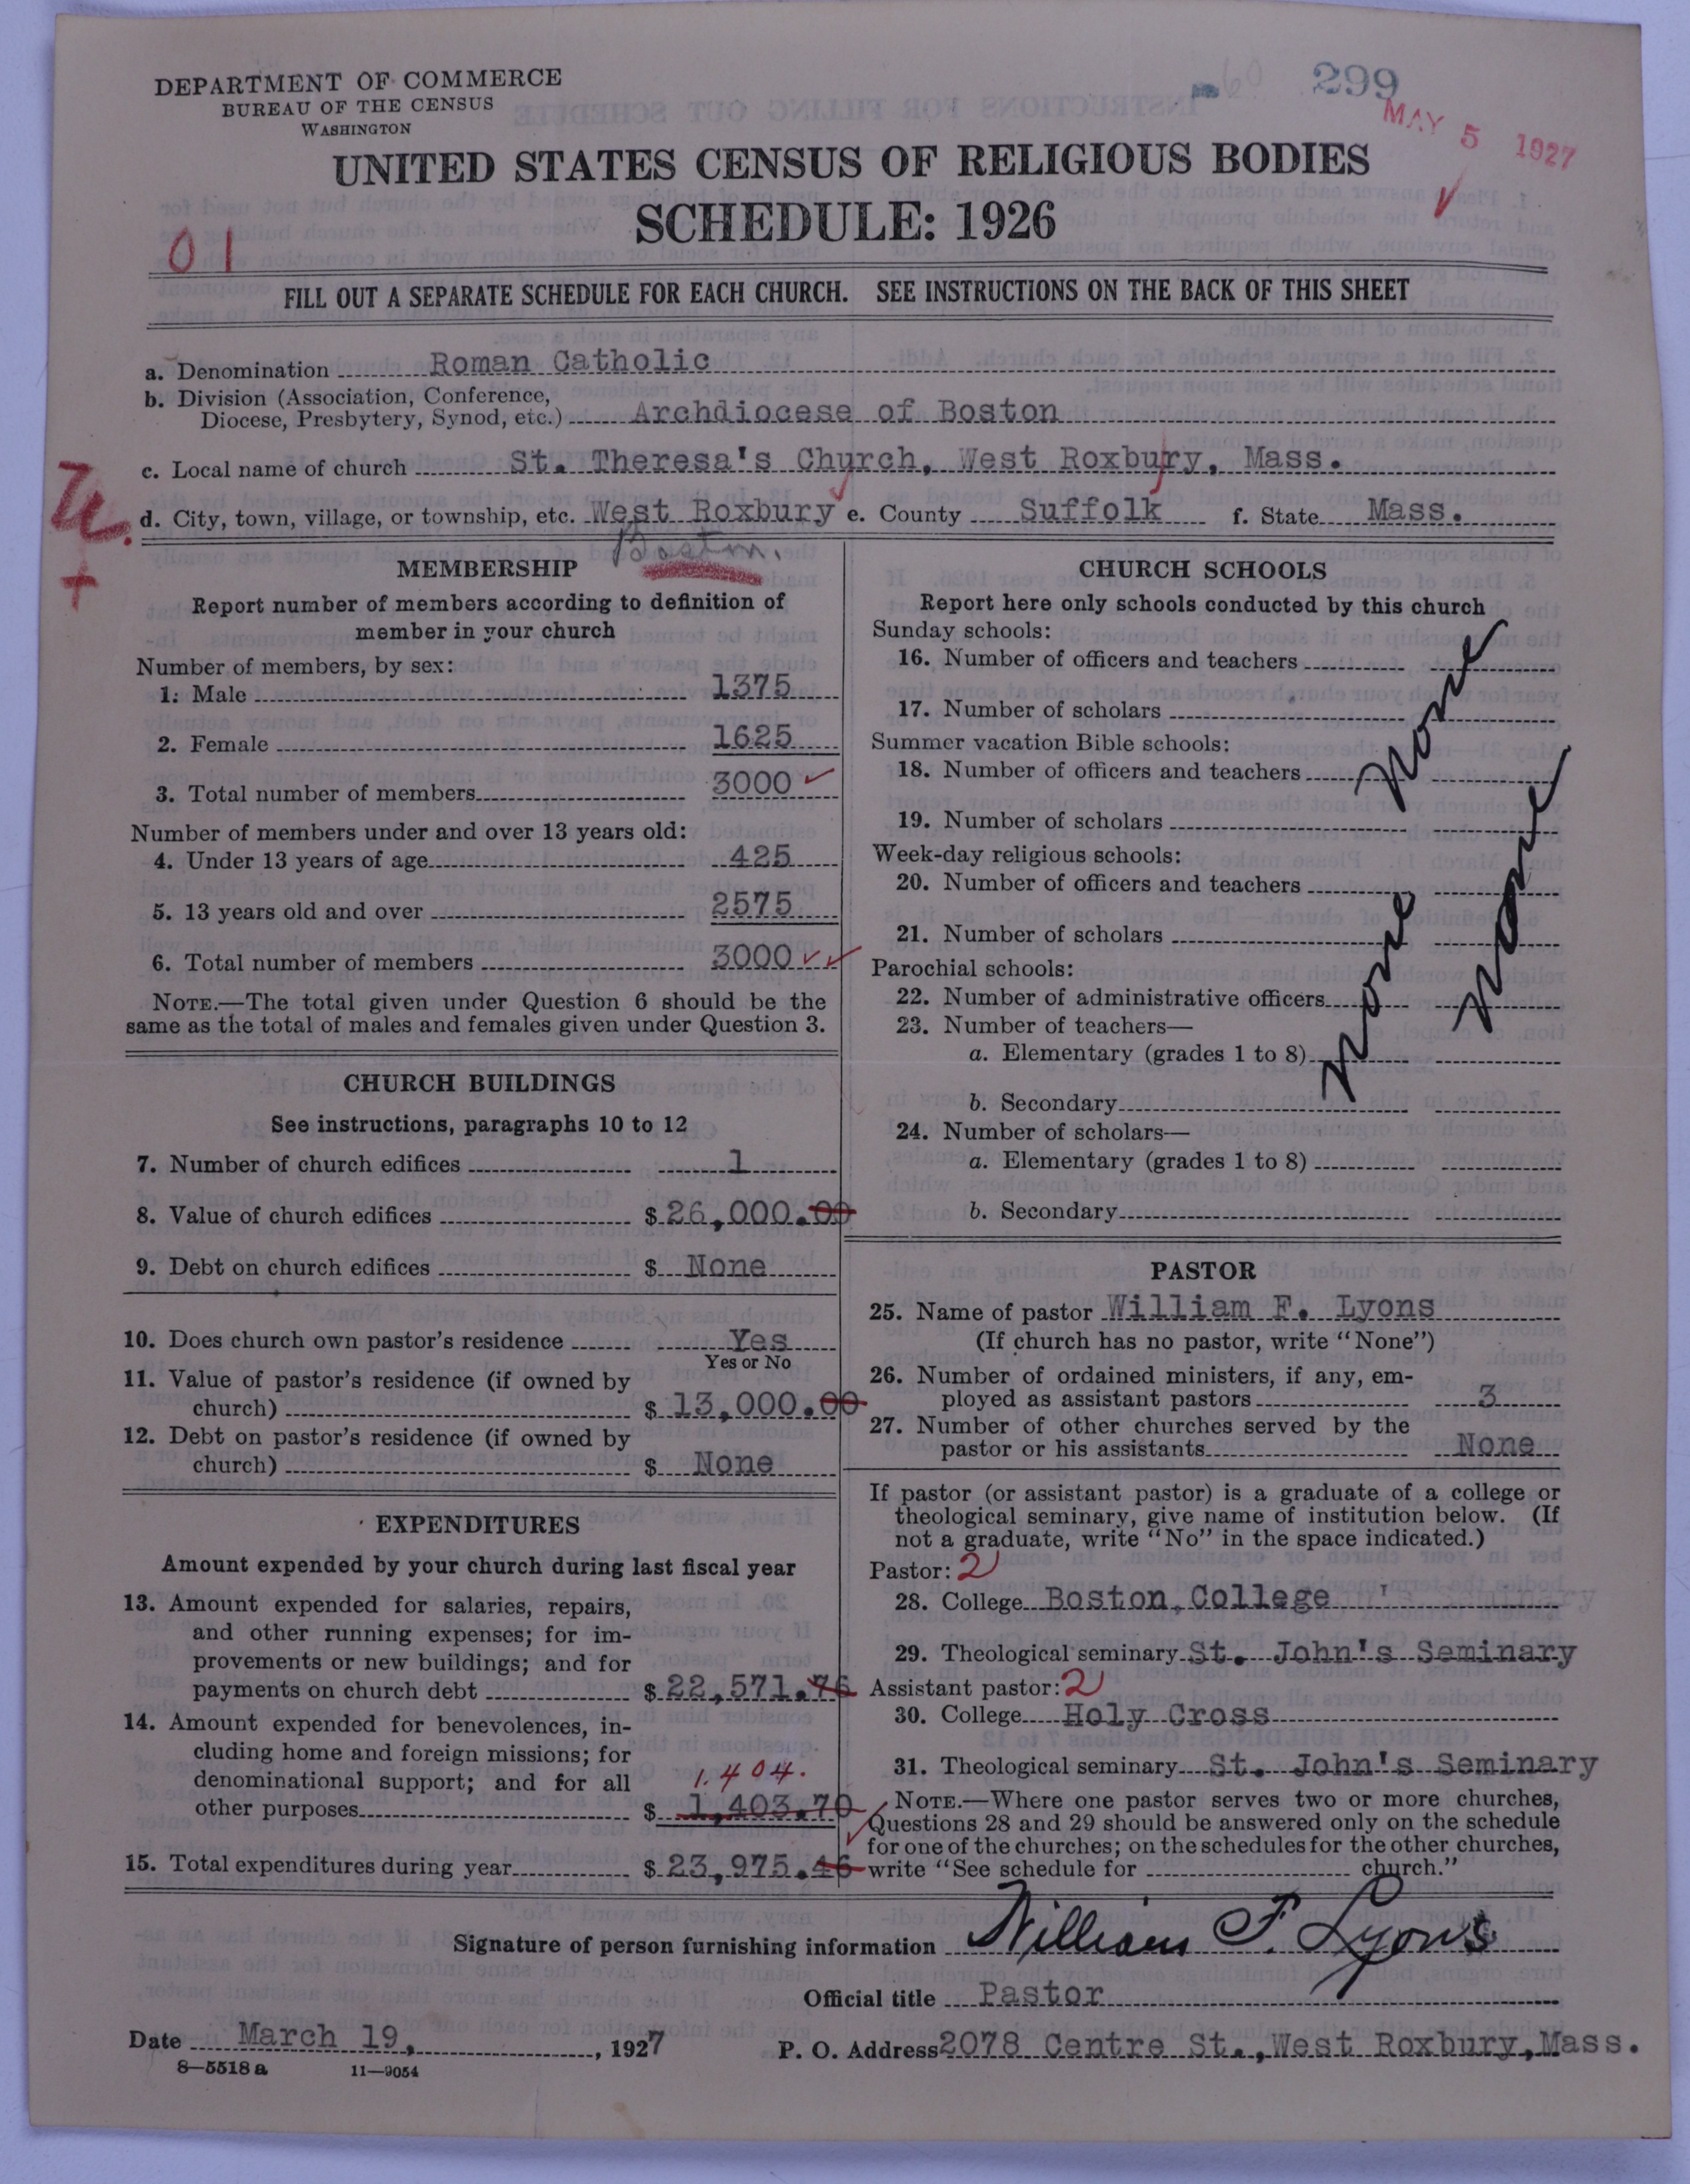 DEPARTMENT OF COMMERCE
BUREAU OF THE CENSUS
WASHINGTON
299
MAY 5 1927
UNITED STATES CENSUS OF RELIGIOUS BODIES
SCHEDULE: 1926
01
FILL OUT A SEPARATE SCHEDULE FOR EACH CHURCH. SEE INSTRUCTIONS ON THE BACK OF THIS SHEET
a. Denomination Roman Catholic
b. Division (Association, Conference,
Diocese, Presbytery, Synod, etc.) Archdiocese of Boston
c. Local name of church St. Theresa's Church, West Roxbury, Mass.
d. City, town, village, or township, etc. West Roxbury e. County Suffolk f. State Mass.
Boston.
MEMBERSHIP
Report number of members according to definition of
member in your church
Number of members, by sex:
1. Male 1375
2. Female 1625
3. Total number of members 3000
Number of members under and over 13 years old:
4. Under 13 years of age 425
5. 13 years old and over 2575
6. Total number of members 3000
NOTE.—The total given under Question 6 should be the
same as the total of males and females given under Question 3.
CHURCH BUILDINGS
See instructions, paragraphs 10 to 12
7. Number of church edifices 1
8. Value of church edifices $ 26,000.00
9. Debt on church edifices $ None
10. Does church own pastor's residence Yes
Yes or No
11. Value of pastor's residence (if owned by
church) $ 13,000.00
12. Debt on pastor's residence (if owned by
church) $ None
EXPENDITURES
Amount expended by your church during last fiscal year
13. Amount expended for salaries, repairs,
and other running expenses; for im-
provements or new buildings; and for
payments on church debt $ 22,571.76
14. Amount expended for benevolences, in-
cluding home and foreign missions; for
denominational support; and for all
1.404.
other purposes $ 1,403.70
15. Total expenditures during year $ 23,975.46
CHURCH SCHOOLS
Report here only schools conducted by this church
Sunday schools:
16. Number of officers and teachers
17. Number of scholars
None
Summer vacation Bible schools:
18. Number of officers and teachers
19. Number of scholars
None
Week-day religious schools:
20. Number of officers and teachers
21. Number of scholars
None
Parochial schools:
22. Number of administrative officers
23. Number of teachers—
a. Elementary (grades 1 to 8)
b. Secondary
24. Number of scholars—
a. Elementary (grades 1 to 8)
b. Secondary
PASTOR
25. Name of pastor William F. Lyons
(If church has no pastor, write "None")
26. Number of ordained ministers, if any, em-
ployed as assistant pastors 3
27. Number of other churches served by the
pastor or his assistants None
If pastor (or assistant pastor) is a graduate of a college or
theological seminary, give name of institution below. (If
not a graduate, write "No" in the space indicated.)
Pastor: 2
28. College Boston College
29. Theological seminary St. John's Seminary
Assistant pastor: 2
30. College Holy Cross
31. Theological seminary St. John's Seminary
NOTE.—Where one pastor serves two or more churches,
Questions 28 and 29 should be answered only on the schedule
for one of the churches; on the schedules for the other churches,
write "See schedule for church."
Signature of person furnishing information William F. Lyons
Official title Pastor
Date March 19, , 1927
P. O. Address 2078 Centre St., West Roxbury, Mass.
8—5518 a 11—9054